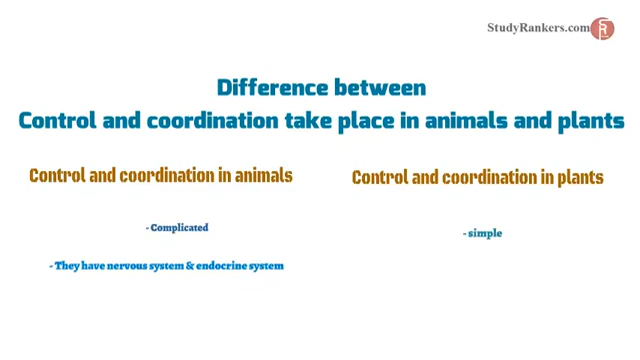 StudyRankers.com
SR
Difference between
Control and coordination take place in animals and plants
Control and coordination in animals
Control and coordination in plants
- Complicated
- simple
- They have nervous system & endocrine system